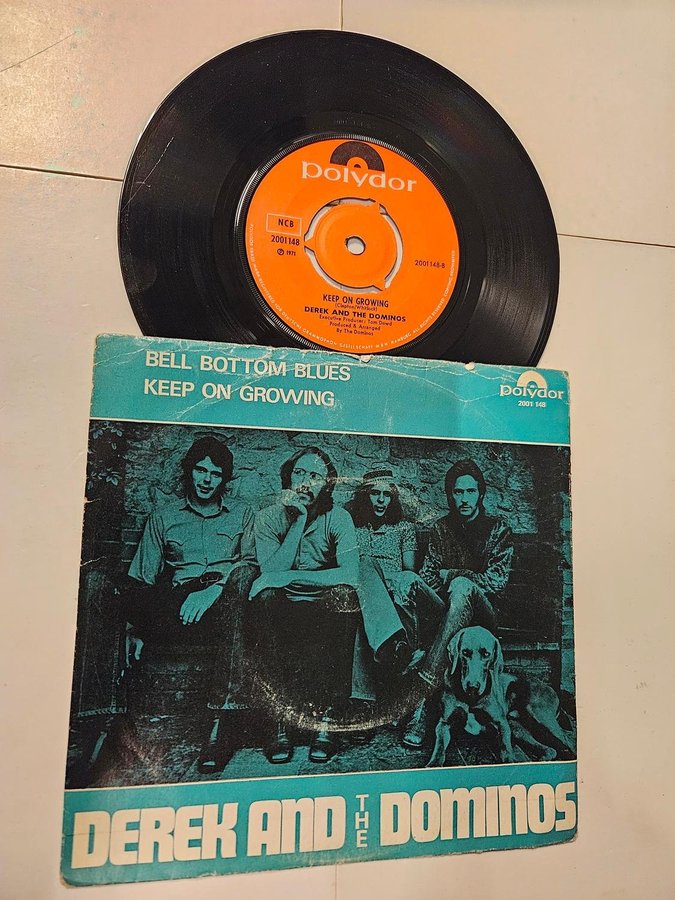 polydor
NCB
2001148
℗ 1971
2001148-B
KEEP ON GROWING
(Clapton/Whitlock)
DEREK AND THE DOMINOS
Executive Producer: Tom Dowd
Produced & Arranged
By The Dominos
BELL BOTTOM BLUES
KEEP ON GROWING
polydor
2001 148
DEREK AND THE DOMINOS